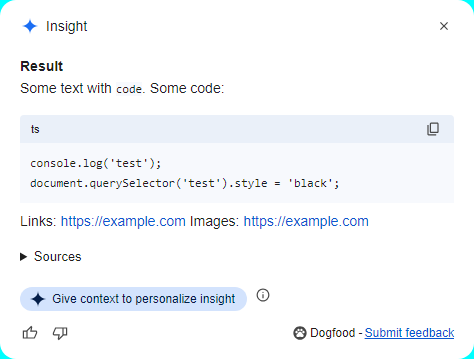 Insight
Result
Some text with code. Some code:
ts
console.log('test');
document.querySelector('test').style = 'black';
Links: https://example.com Images: https://example.com
Sources
Give context to personalize insight
Dogfood - Submit feedback